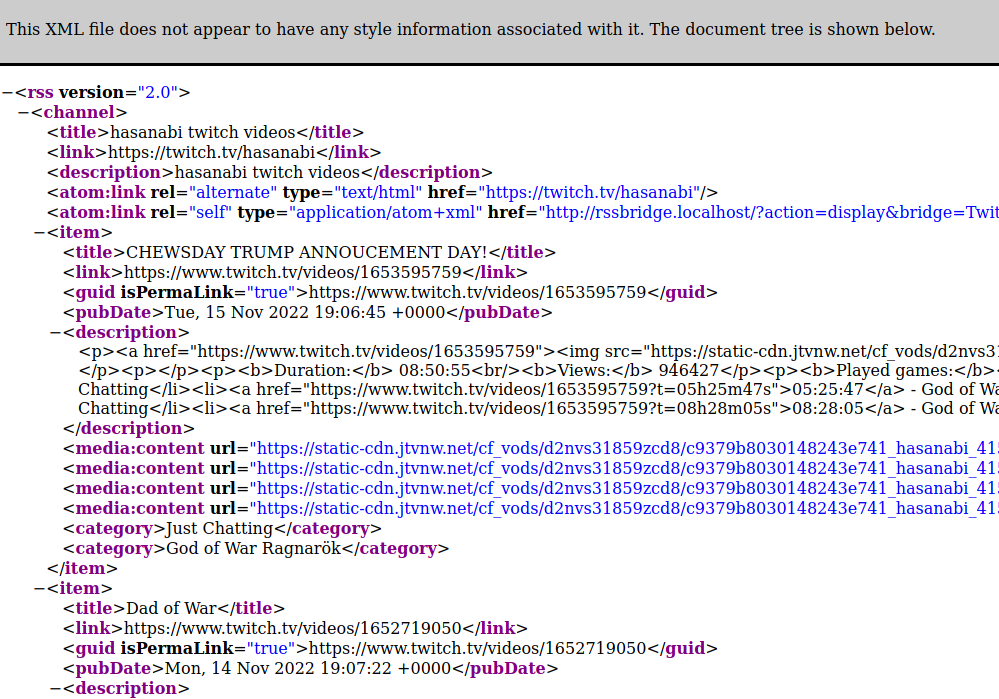 This XML file does not appear to have any style information associated with it. The document tree is shown below.
−<rss version="2.0">
−<channel>
<title>hasanabi twitch videos</title>
<link>https://twitch.tv/hasanabi</link>
<description>hasanabi twitch videos</description>
<atom:link rel="alternate" type="text/html" href="https://twitch.tv/hasanabi"/>
<atom:link rel="self" type="application/atom+xml" href="http://rssbridge.localhost/?action=display&bridge=Twit
−<item>
<title>CHEWSDAY TRUMP ANNOUCEMENT DAY!</title>
<link>https://www.twitch.tv/videos/1653595759</link>
<guid isPermaLink="true">https://www.twitch.tv/videos/1653595759</guid>
<pubDate>Tue, 15 Nov 2022 19:06:45 +0000</pubDate>
−<description>
<p><a href="https://www.twitch.tv/videos/1653595759"><img src="https://static-cdn.jtvnw.net/cf_vods/d2nvs31
</p><p></p><p><b>Duration:</b> 08:50:55<br/><b>Views:</b> 946427</p><p><b>Played games:</b><
Chatting</li><li><a href="https://www.twitch.tv/videos/1653595759?t=05h25m47s">05:25:47</a> - God of Wa
Chatting</li><li><a href="https://www.twitch.tv/videos/1653595759?t=08h28m05s">08:28:05</a> - God of Wa
</description>
<media:content url="https://static-cdn.jtvnw.net/cf_vods/d2nvs31859zcd8/c9379b8030148243e741_hasanabi_415
<media:content url="https://static-cdn.jtvnw.net/cf_vods/d2nvs31859zcd8/c9379b8030148243e741_hasanabi_415
<media:content url="https://static-cdn.jtvnw.net/cf_vods/d2nvs31859zcd8/c9379b8030148243e741_hasanabi_415
<media:content url="https://static-cdn.jtvnw.net/cf_vods/d2nvs31859zcd8/c9379b8030148243e741_hasanabi_415
<category>Just Chatting</category>
<category>God of War Ragnarök</category>
</item>
−<item>
<title>Dad of War</title>
<link>https://www.twitch.tv/videos/1652719050</link>
<guid isPermaLink="true">https://www.twitch.tv/videos/1652719050</guid>
<pubDate>Mon, 14 Nov 2022 19:07:22 +0000</pubDate>
−<description>